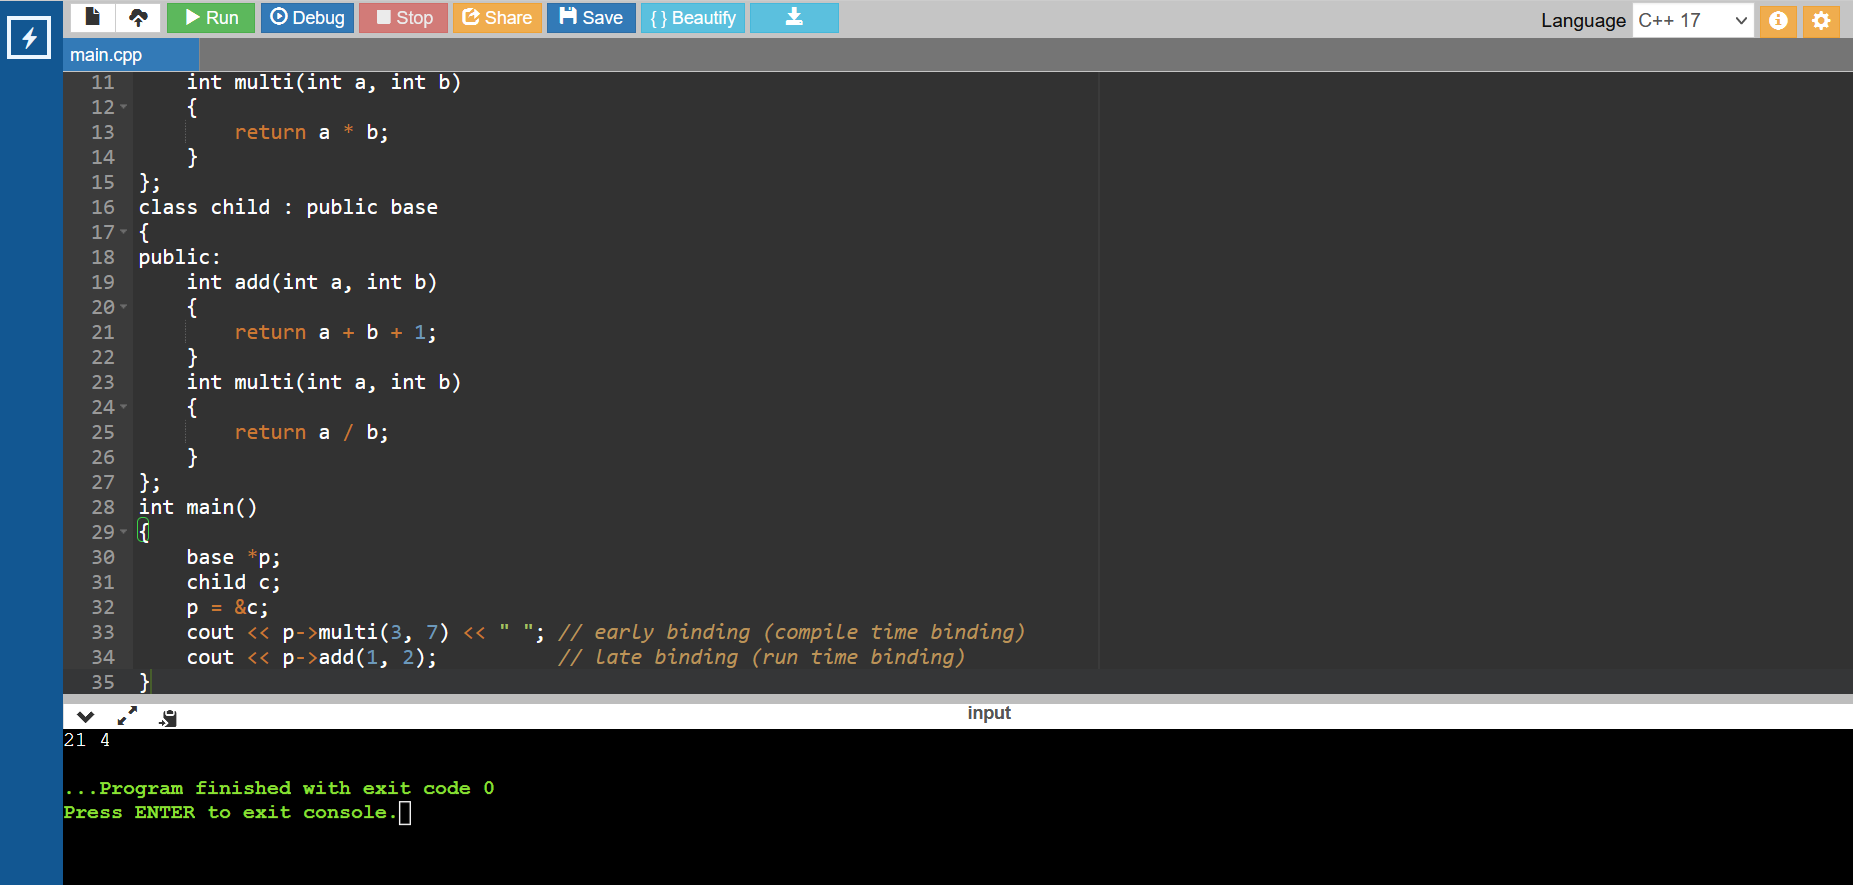 Run Debug Stop Share Save { } Beautify Language C++ 17
main.cpp
11 int multi(int a, int b)
12 {
13 return a * b;
14 }
15 };
16 class child : public base
17 {
18 public:
19 int add(int a, int b)
20 {
21 return a + b + 1;
22 }
23 int multi(int a, int b)
24 {
25 return a / b;
26 }
27 };
28 int main()
29 {
30 base *p;
31 child c;
32 p = &c;
33 cout << p->multi(3, 7) << " "; // early binding (compile time binding)
34 cout << p->add(1, 2); // late binding (run time binding)
35 }
input
21 4
...Program finished with exit code 0
Press ENTER to exit console.